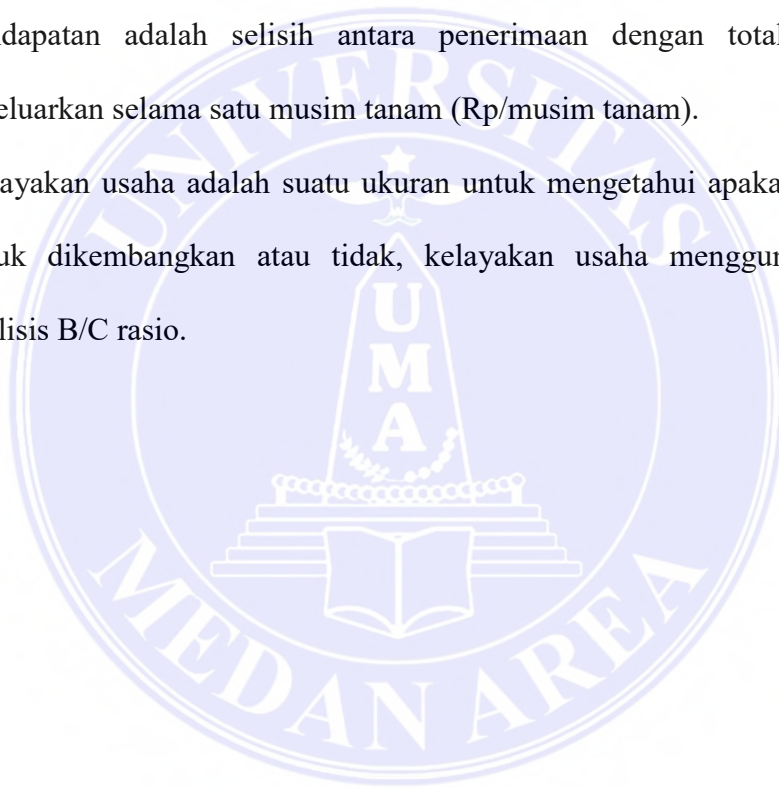 dapatan adalah selisih antara penerimaan dengan total
eluarkan selama satu musim tanam (Rp/musim tanam).
ayakan usaha adalah suatu ukuran untuk mengetahui apaka
uk dikembangkan atau tidak, kelayakan usaha menggun
lisis B/C rasio.
UNIVERSITAS
UMA
MEDAN AREA